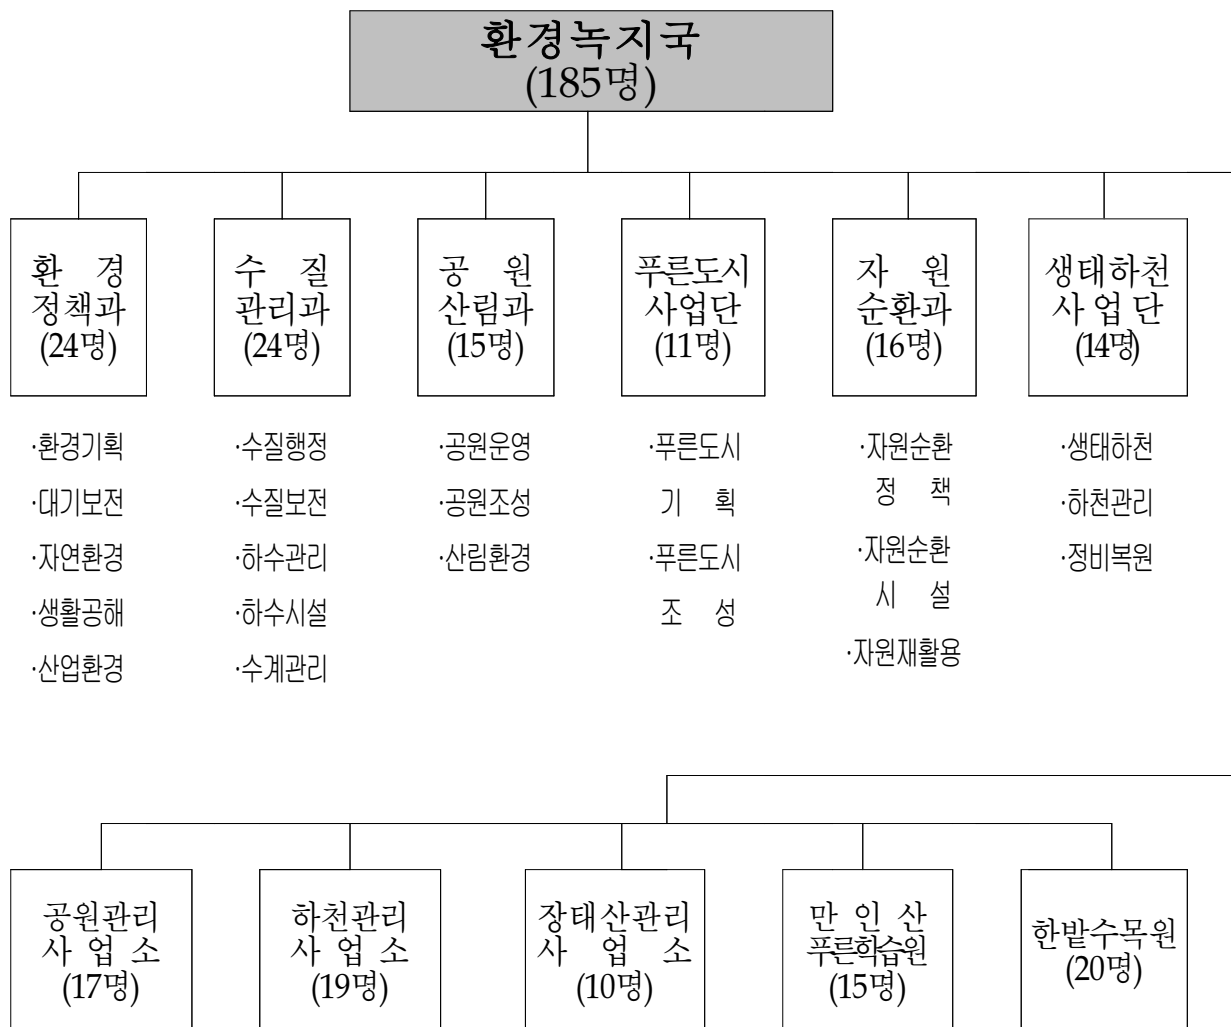 환경녹지국
(185명)
환 경
정책과
(24명)
수 질
관리과
(24명)
공 원
산림과
(15명)
푸른도시
사업단
(11명)
자 원
순환과
(16명)
생태하천
사 업 단
(14명)
·환경기획
·대기보전
·자연환경
·생활공해
·산업환경
·수질행정
·수질보전
·하수관리
·하수시설
·수계관리
·공원운영
·공원조성
·산림환경
·푸른도시
기 획
·푸른도시
조 성
·자원순환
정 책
·자원순환
시 설
·자원재활용
·생태하천
·하천관리
·정비복원
공원관리
사 업 소
(17명)
하천관리
사 업 소
(19명)
장태산관리
사 업 소
(10명)
만 인 산
푸른학습원
(15명)
한밭수목원
(20명)